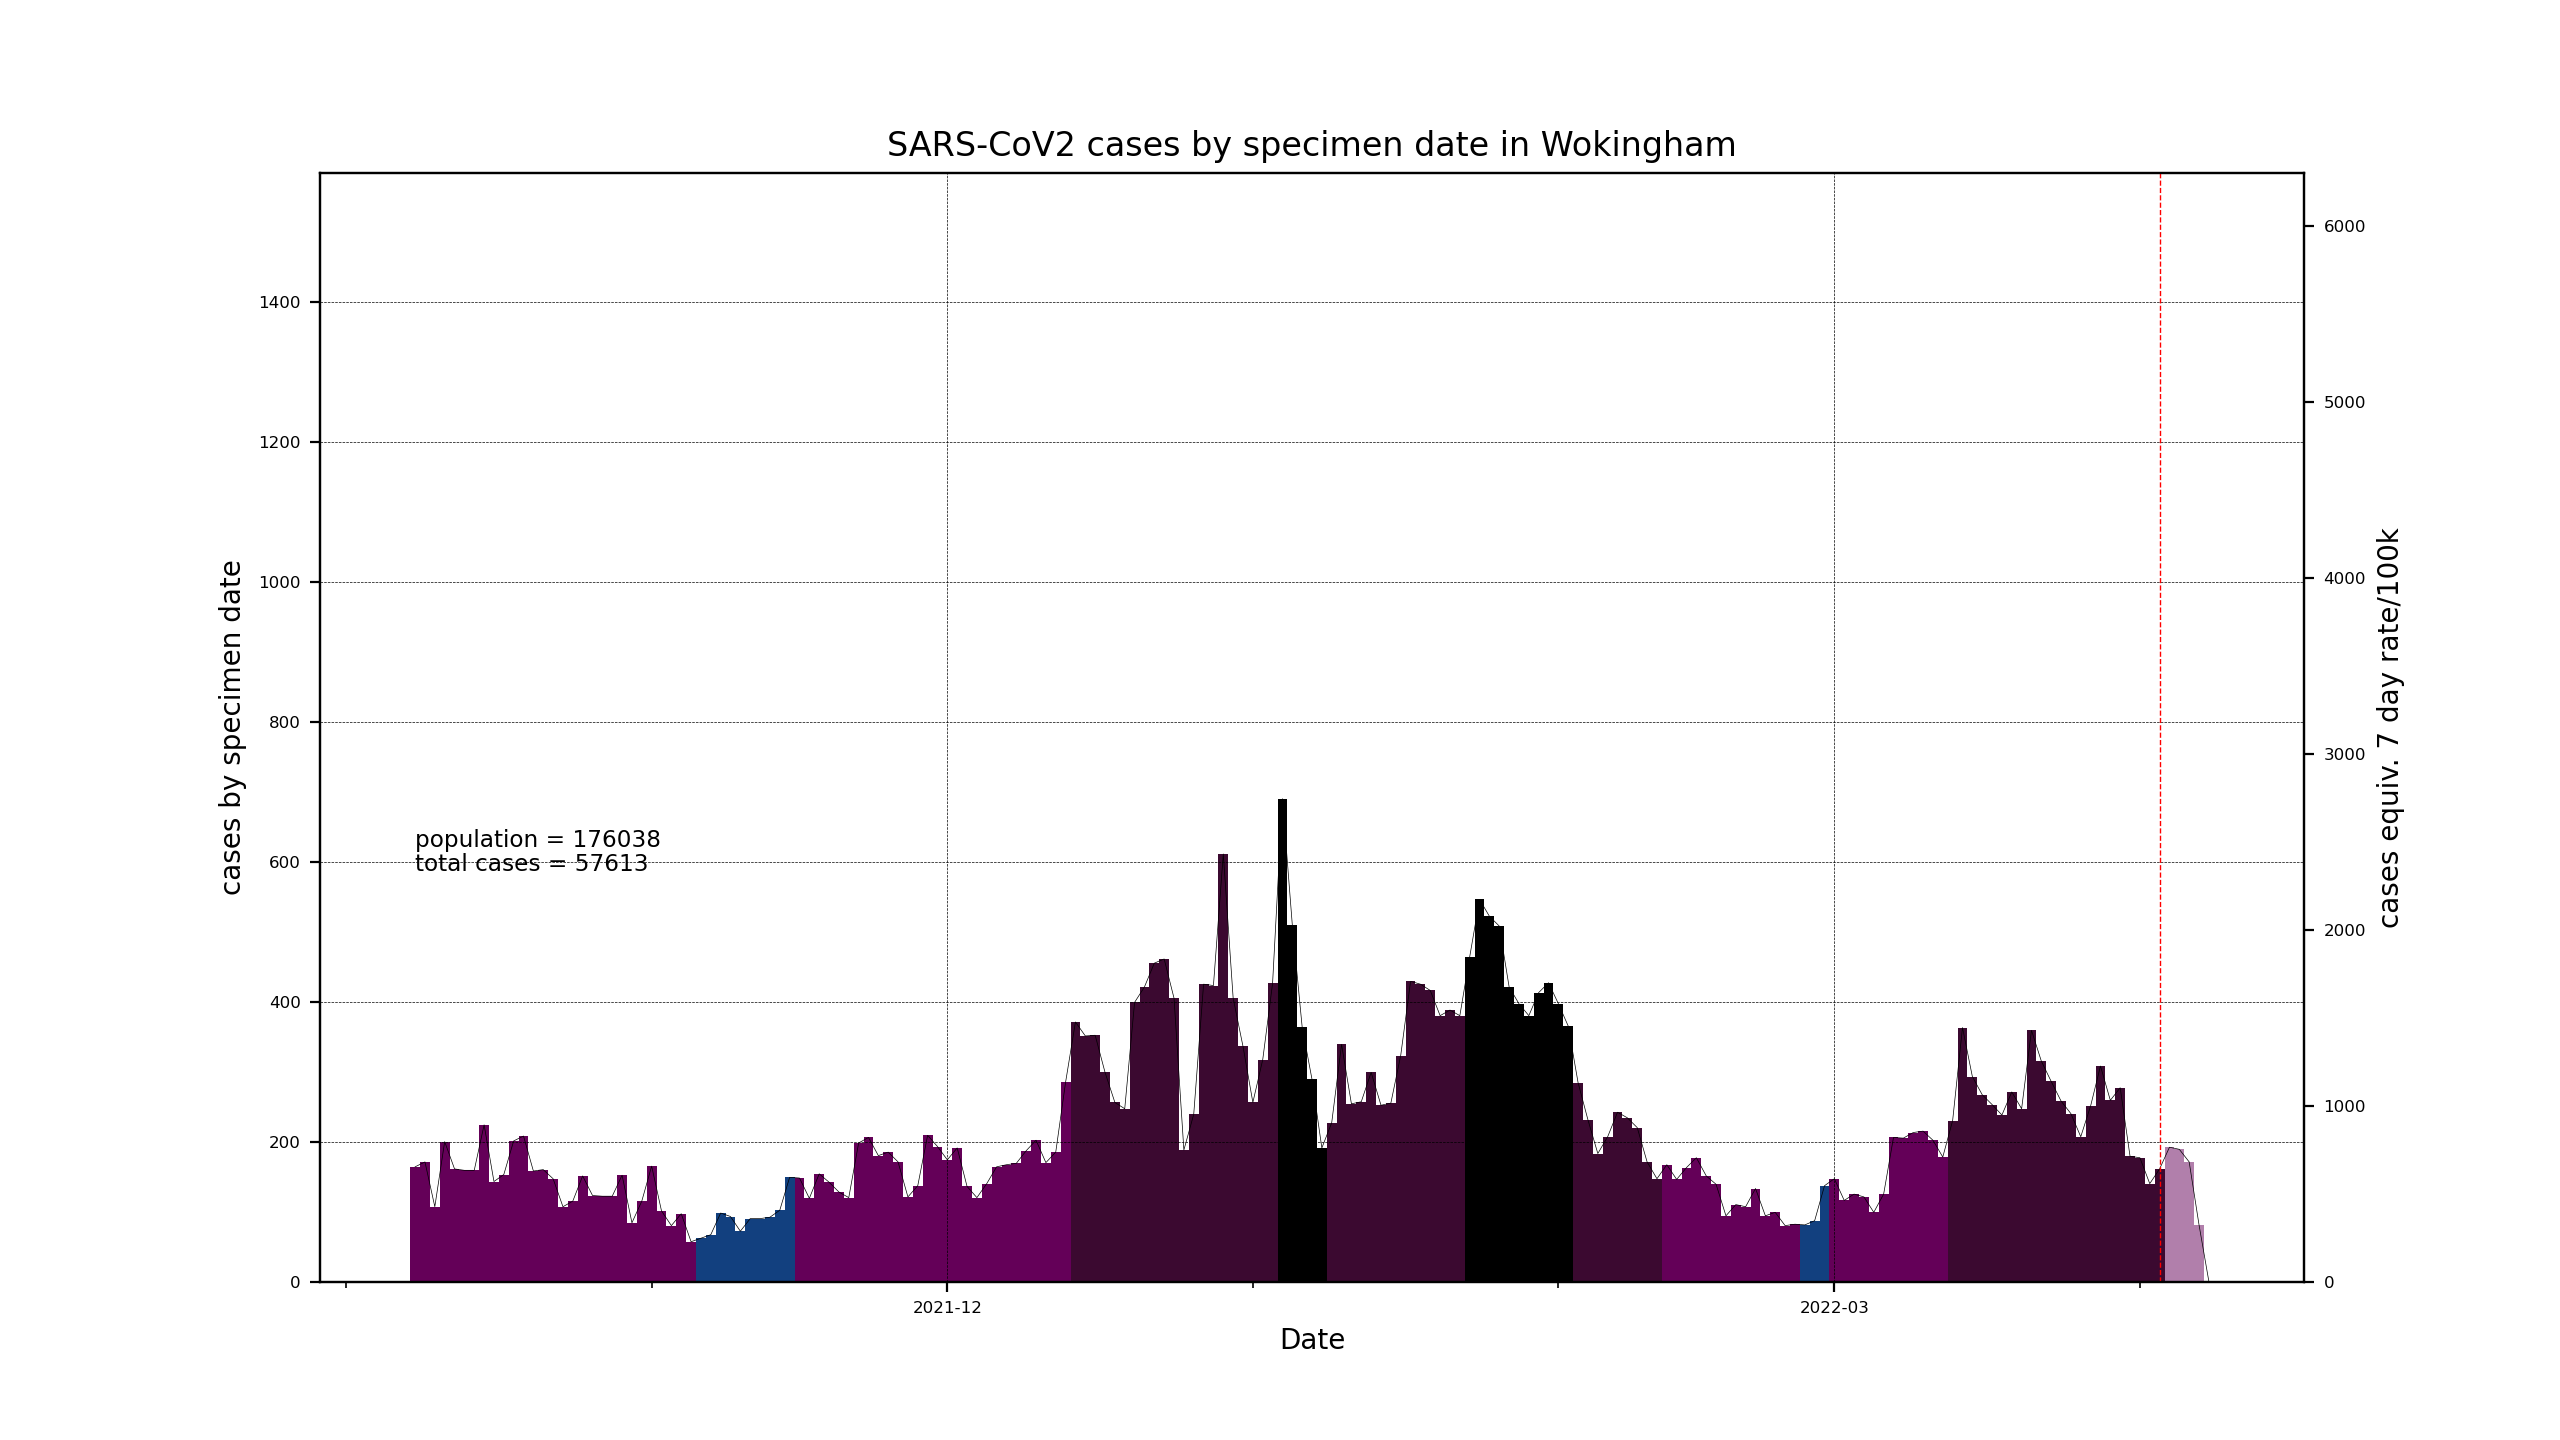 SARS-CoV2 cases by specimen date in Wokingham
cases by specimen date
1400
1200
1000
800
600
400
200
0
population = 176038
total cases = 57613
6000
5000
4000
3000
2000
1000
0
cases equiv. 7 day rate/100k
2021-12
2022-03
Date